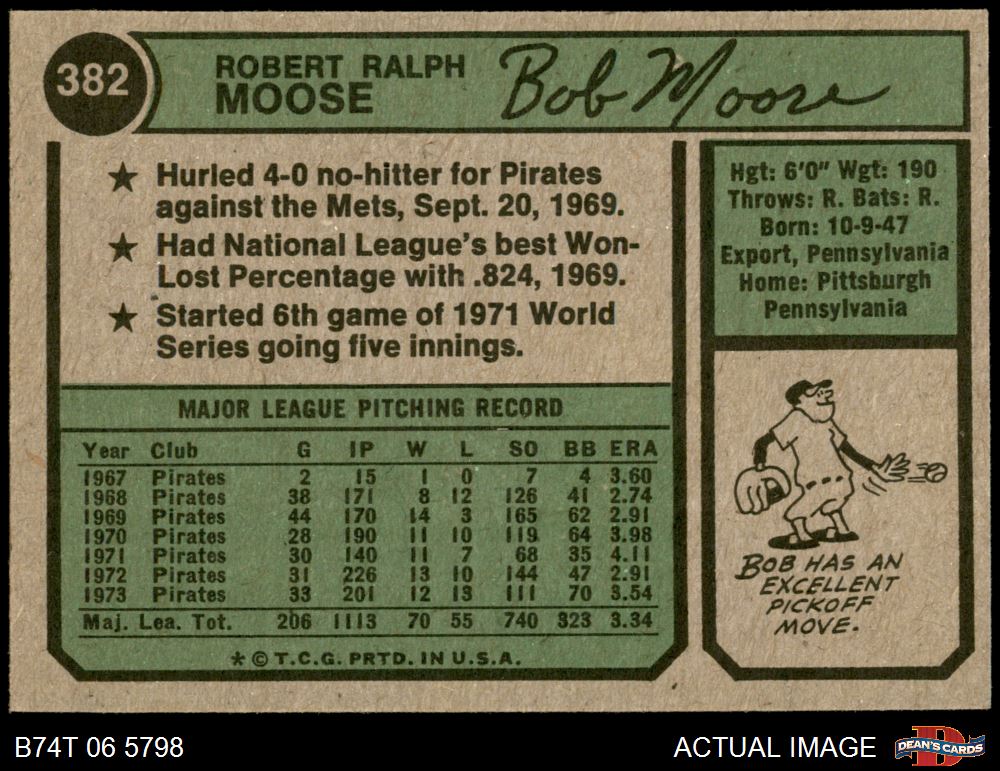 382
ROBERT RALPH
MOOSE
Bob Moose
★ Hurled 4-0 no-hitter for Pirates
against the Mets, Sept. 20, 1969.
★ Had National League's best Won-
Lost Percentage with .824, 1969.
★ Started 6th game of 1971 World
Series going five innings.
Hgt: 6'0" Wgt: 190
Throws: R. Bats: R.
Born: 10-9-47
Export, Pennsylvania
Home: Pittsburgh
Pennsylvania
MAJOR LEAGUE PITCHING RECORD
Year Club G IP W L SO BB ERA
1967 Pirates 2 15 1 0 7 4 3.60
1968 Pirates 38 171 8 12 126 41 2.74
1969 Pirates 44 170 14 3 165 62 2.91
1970 Pirates 28 190 11 10 119 64 3.98
1971 Pirates 30 140 11 7 68 35 4.11
1972 Pirates 31 226 13 10 144 47 2.91
1973 Pirates 33 201 12 13 111 70 3.54
Maj. Lea. Tot. 206 1113 70 55 740 323 3.34
* © T.C.G. PRTD. IN U.S.A.
BOB HAS AN
EXCELLENT
PICKOFF
MOVE.
B74T 06 5798
ACTUAL IMAGE
D
DEAN'S CARDS